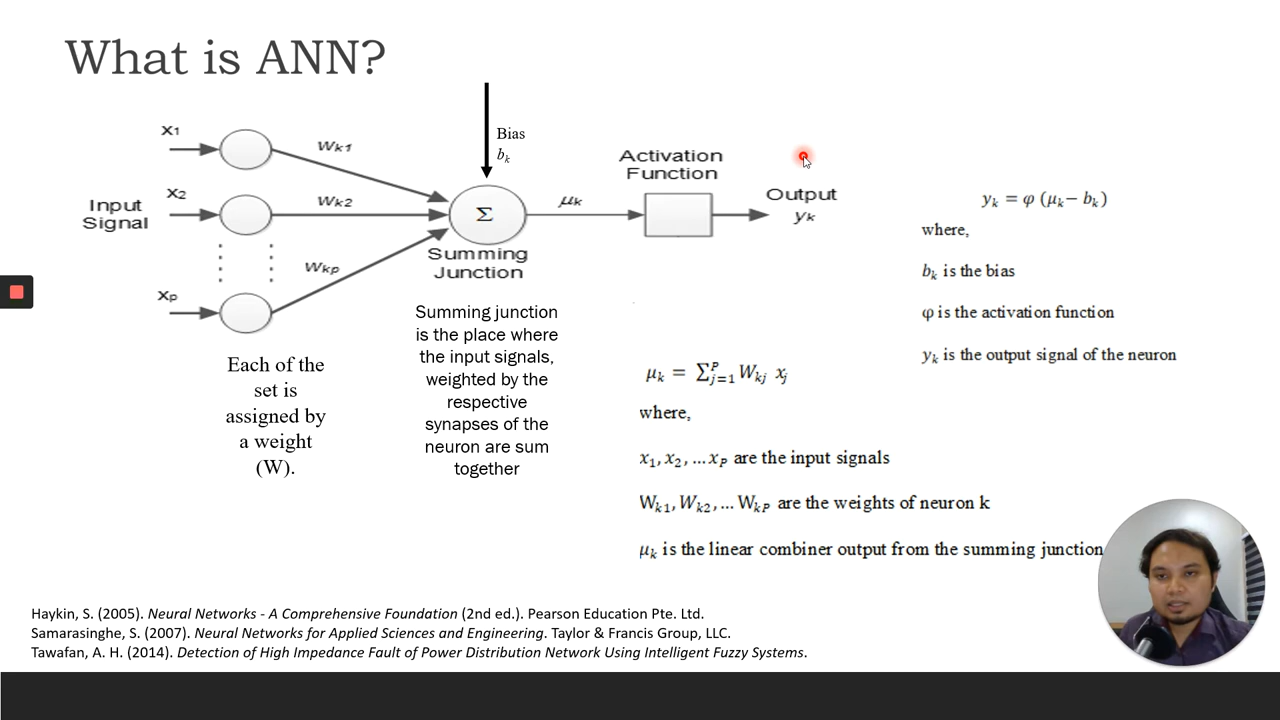 What is ANN?
x1
Wk1
Bias
bk
Activation
Function
Input
Signal
x2
Wk2
Σ
μk
Output
yk
yₖ = φ (μₖ− bₖ)
where,
bₖ is the bias
φ is the activation function
yₖ is the output signal of the neuron
Wkp
xp
Summing
Junction
Each of the
set is
assigned by
a weight
(W).
Summing junction
is the place where
the input signals,
weighted by the
respective
synapses of the
neuron are sum
together
μₖ = ∑ᴾⱼ₌₁ Wₖⱼ xⱼ
where,
x₁, x₂, ... xP are the input signals
Wk1, Wk2, ... WkP are the weights of neuron k
μₖ is the linear combiner output from the summing junction
Haykin, S. (2005). Neural Networks - A Comprehensive Foundation (2nd ed.). Pearson Education Pte. Ltd.
Samarasinghe, S. (2007). Neural Networks for Applied Sciences and Engineering. Taylor & Francis Group, LLC.
Tawafan, A. H. (2014). Detection of High Impedance Fault of Power Distribution Network Using Intelligent Fuzzy Systems.